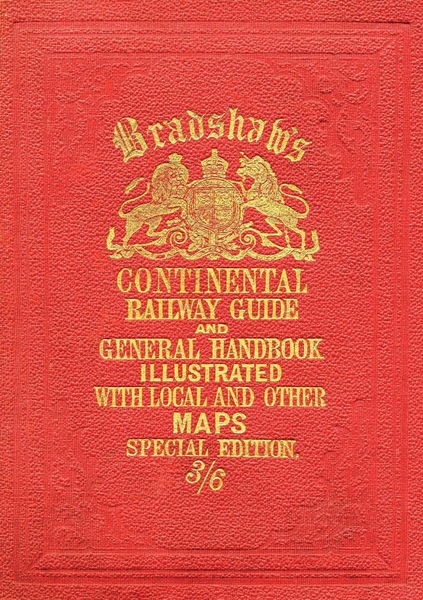 Bradshaw's
CONTINENTAL
RAILWAY GUIDE
AND
GENERAL HANDBOOK
ILLUSTRATED
WITH LOCAL AND OTHER
MAPS
SPECIAL EDITION.
3/6